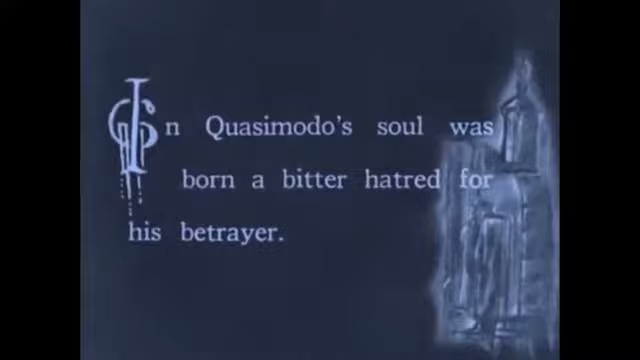 In Quasimodo's soul was
born a bitter hatred for
his betrayer.